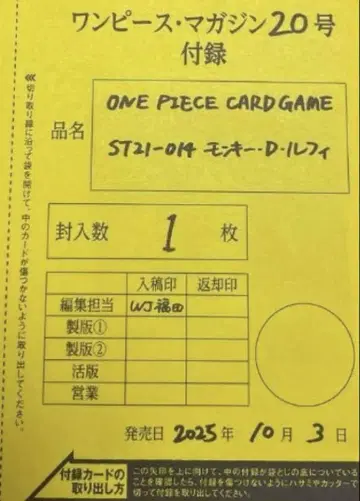 ワンピース・マガジン20号
付録
品名
ONE PIECE CARD GAME
ST21-014 モンキー・D・ルフィ
封入数 1 枚
入稿印 返却印
編集担当 WJ福田
製版①
製版②
活版
営業
発売日 2025年 10月 3日
⋘切り取り線に沿って袋を開けて、中のカードが傷つかないように取り出してください。
付録カードの
取り出し方
この矢印を上に向けて、中の付録が袋とじの底についている
ことを確認したら、付録を傷つけないようにハサミやカッターで
切って付録を取り出してください。